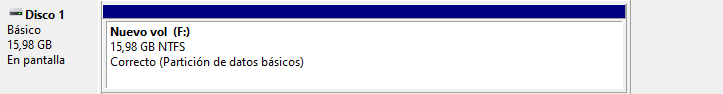 Disco 1
Básico
15,98 GB
En pantalla
Nuevo vol (F:)
15,98 GB NTFS
Correcto (Partición de datos básicos)